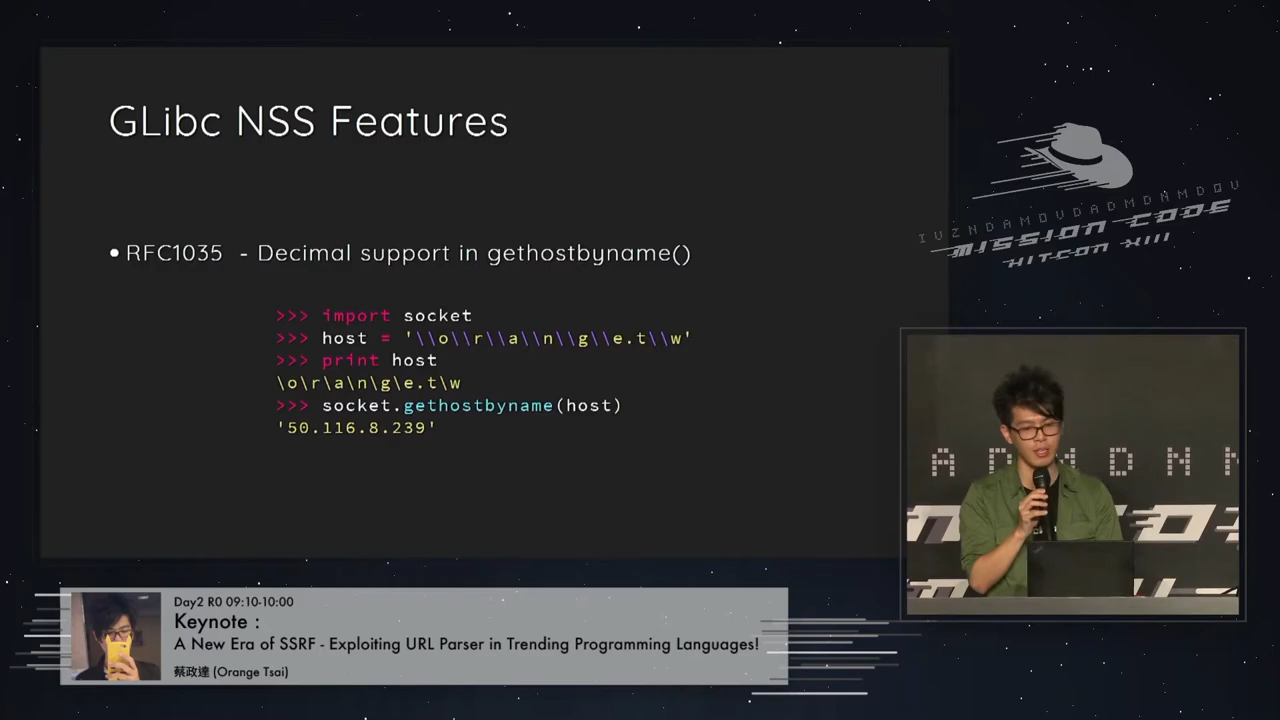 GLibc NSS Features
• RFC1035 - Decimal support in gethostbyname()
>>> import socket
>>> host = '\\o\\r\\a\\n\\g\\e.t\\w'
>>> print host
\o\r\a\n\g\e.t\w
>>> socket.gethostbyname(host)
'50.116.8.239'
IVZNDAMOVDADMDNMDQV
MISSION CODE
HITCON XIII
Day2 R0 09:10-10:00
Keynote :
A New Era of SSRF - Exploiting URL Parser in Trending Programming Languages!
蔡政達 (Orange Tsai)